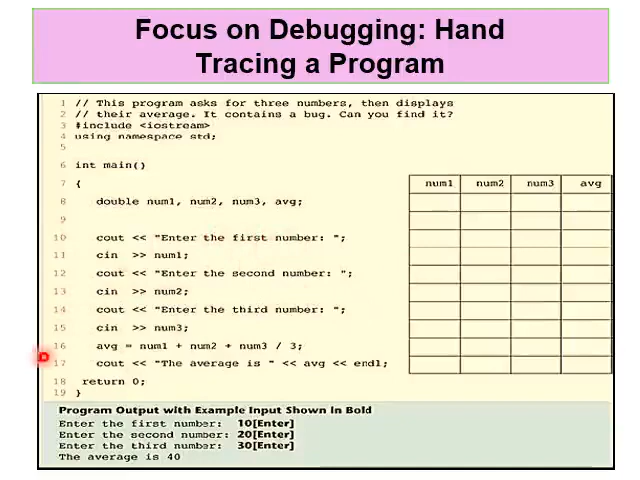 Focus on Debugging: Hand
Tracing a Program
1 // This program asks for three numbers, then displays
2 // their average. It contains a bug. Can you find it?
3 #include <iostream>
4 using namespace std;
5
6 int main()
7 {
8 double num1, num2, num3, avg;
9
10 cout << "Enter the first number: ";
11 cin >> num1;
12 cout << "Enter the second number: ";
13 cin >> num2;
14 cout << "Enter the third number: ";
15 cin >> num3;
16 avg = num1 + num2 + num3 / 3;
17 cout << "The average is " << avg << endl;
18 return 0;
19 }
num1 num2 num3 avg
Program Output with Example Input Shown in Bold
Enter the first number: 10[Enter]
Enter the second number: 20[Enter]
Enter the third number: 30[Enter]
The average is 40